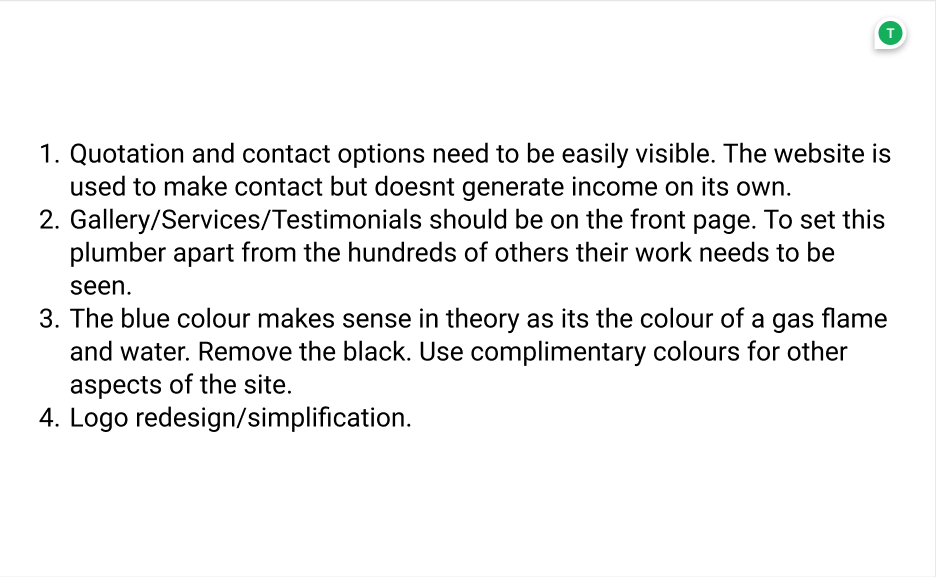 T
1. Quotation and contact options need to be easily visible. The website is
used to make contact but doesnt generate income on its own.
2. Gallery/Services/Testimonials should be on the front page. To set this
plumber apart from the hundreds of others their work needs to be
seen.
3. The blue colour makes sense in theory as its the colour of a gas flame
and water. Remove the black. Use complimentary colours for other
aspects of the site.
4. Logo redesign/simplification.